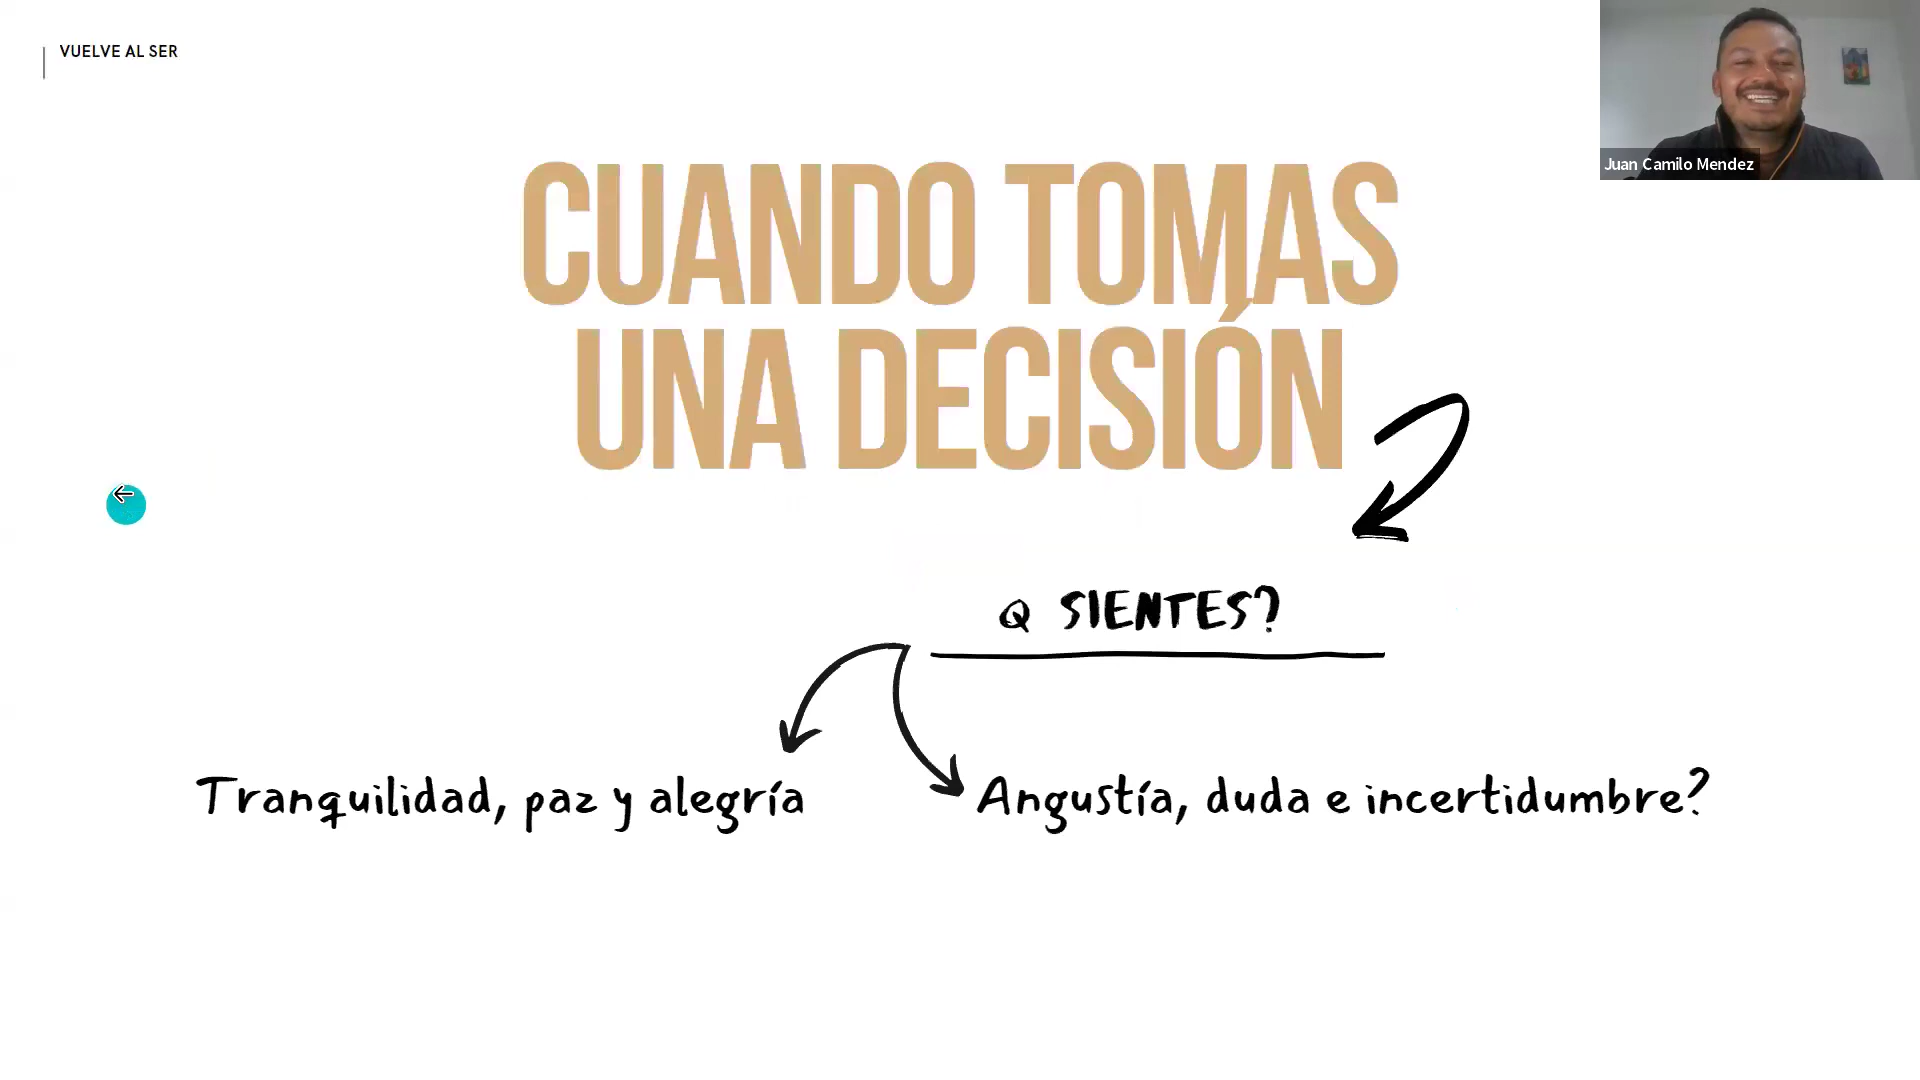 VUELVE AL SER
Juan Camilo Mendez
CUANDO TOMAS
UNA DECISIÓN
Q SIENTES?
Tranquilidad, paz y alegría
Angustía, duda e incertidumbre?